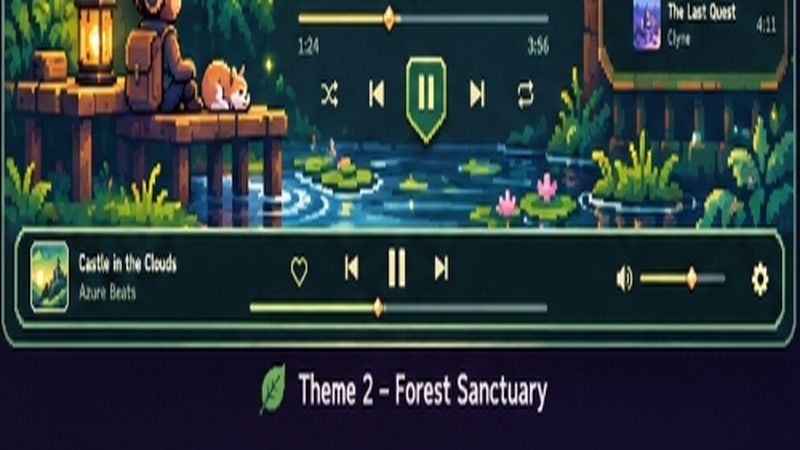 The Last Quest
Clyne
4:11
1:24
3:56
Castle in the Clouds
Azure Beats
Theme 2 – Forest Sanctuary